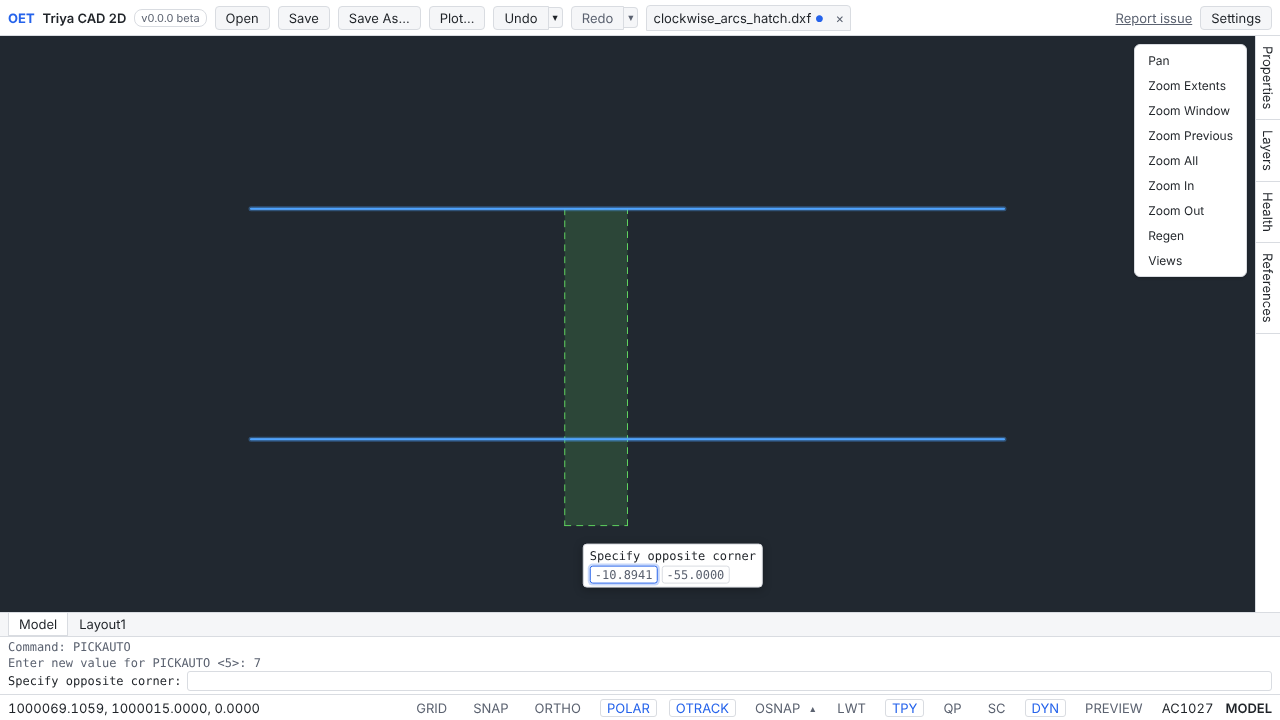 OET Triya CAD 2D v0.0.0 beta Open Save Save As... Plot... Undo ▾ Redo ▾ clockwise_arcs_hatch.dxf ● × Report issue Settings
Pan
Zoom Extents
Zoom Window
Zoom Previous
Zoom All
Zoom In
Zoom Out
Regen
Views
Properties
Layers
Health
References
Specify opposite corner
-10.8941 -55.0000
Model Layout1
Command: PICKAUTO
Enter new value for PICKAUTO <5>: 7
Specify opposite corner:
1000069.1059, 1000015.0000, 0.0000 GRID SNAP ORTHO POLAR OTRACK OSNAP ▴ LWT TPY QP SC DYN PREVIEW AC1027 MODEL